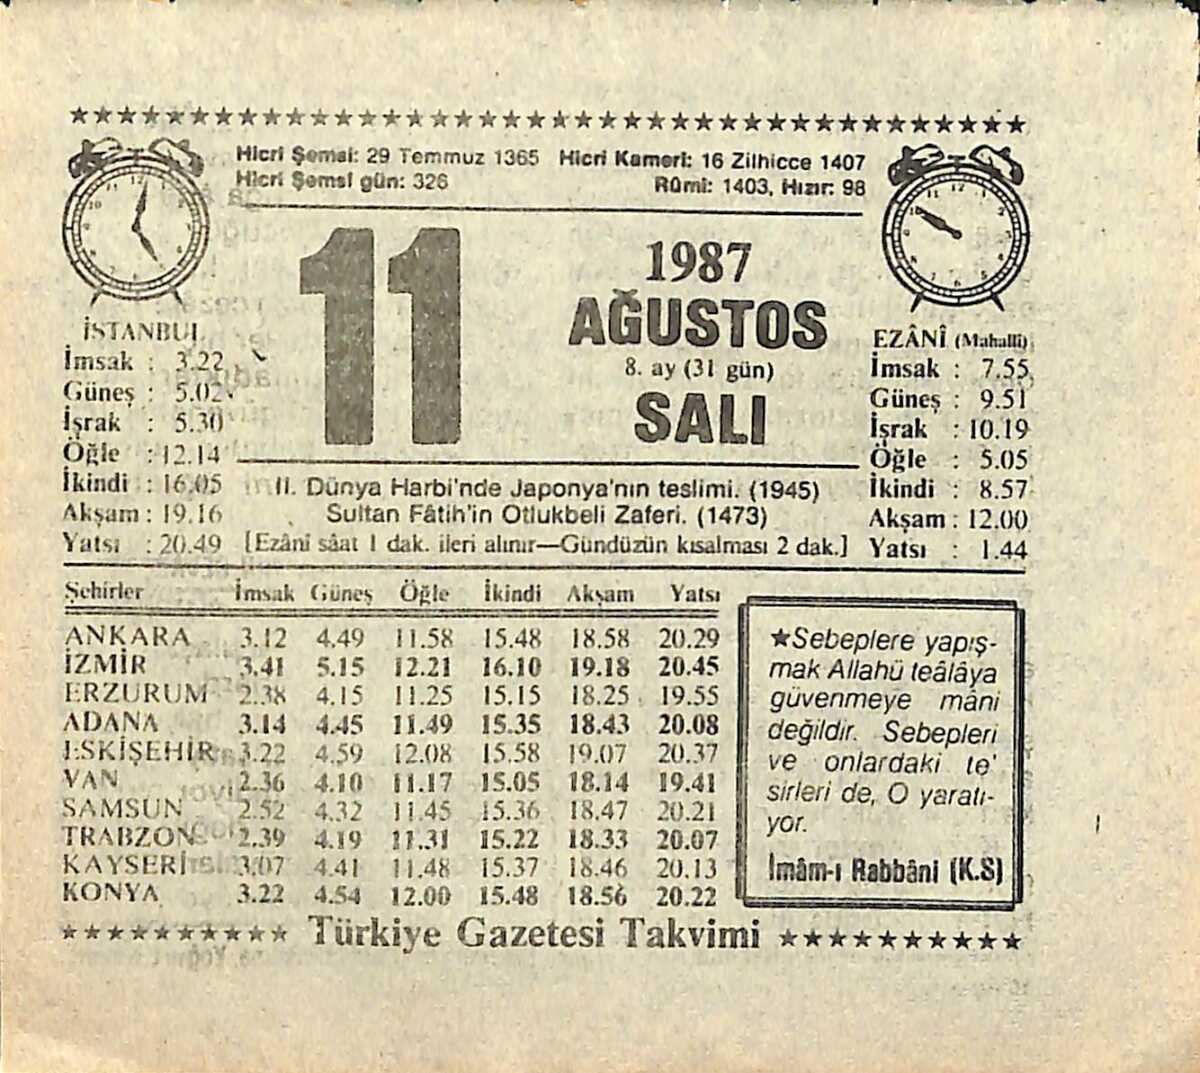 Hicri Şemsi: 29 Temmuz 1365 Hicri Kameri: 16 Zilhicce 1407
Hicri Şemsi gün: 326 Rûmi: 1403, Hızır: 98
11
1987
AĞUSTOS
8. ay (31 gün)
SALI
İSTANBUL
İmsak : 3.22
Güneş : 5.02
İşrak : 5.30
Öğle : 12.14
İkindi : 16.05
Akşam : 19.16
Yatsı : 20.49
EZÂNÎ (Mahallî)
İmsak : 7.55
Güneş : 9.51
İşrak : 10.19
Öğle : 5.05
İkindi : 8.57
Akşam : 12.00
Yatsı : 1.44
II. Dünya Harbi'nde Japonya'nın teslimi. (1945)
Sultan Fâtih'in Otlukbeli Zaferi. (1473)
[Ezânî sâat 1 dak. ileri alınır—Gündüzün kısalması 2 dak.]
Şehirler İmsak Güneş Öğle İkindi Akşam Yatsı
ANKARA 3.12 4.49 11.58 15.48 18.58 20.29
İZMİR 3.41 5.15 12.21 16.10 19.18 20.45
ERZURUM 2.38 4.15 11.25 15.15 18.25 19.55
ADANA 3.14 4.45 11.49 15.35 18.43 20.08
ESKİŞEHİR 3.22 4.59 12.08 15.58 19.07 20.37
VAN 2.36 4.10 11.17 15.05 18.14 19.41
SAMSUN 2.52 4.32 11.45 15.36 18.47 20.21
TRABZON 2.39 4.19 11.31 15.22 18.33 20.07
KAYSERİ 3.07 4.41 11.48 15.37 18.46 20.13
KONYA 3.22 4.54 12.00 15.48 18.56 20.22
★Sebeplere yapış-
mak Allahü teâlâya
güvenmeye mâni
değildir. Sebepleri
ve onlardaki te'
sirleri de, O yaratı-
yor.
İmâm-ı Rabbâni (K.S)
Türkiye Gazetesi Takvimi